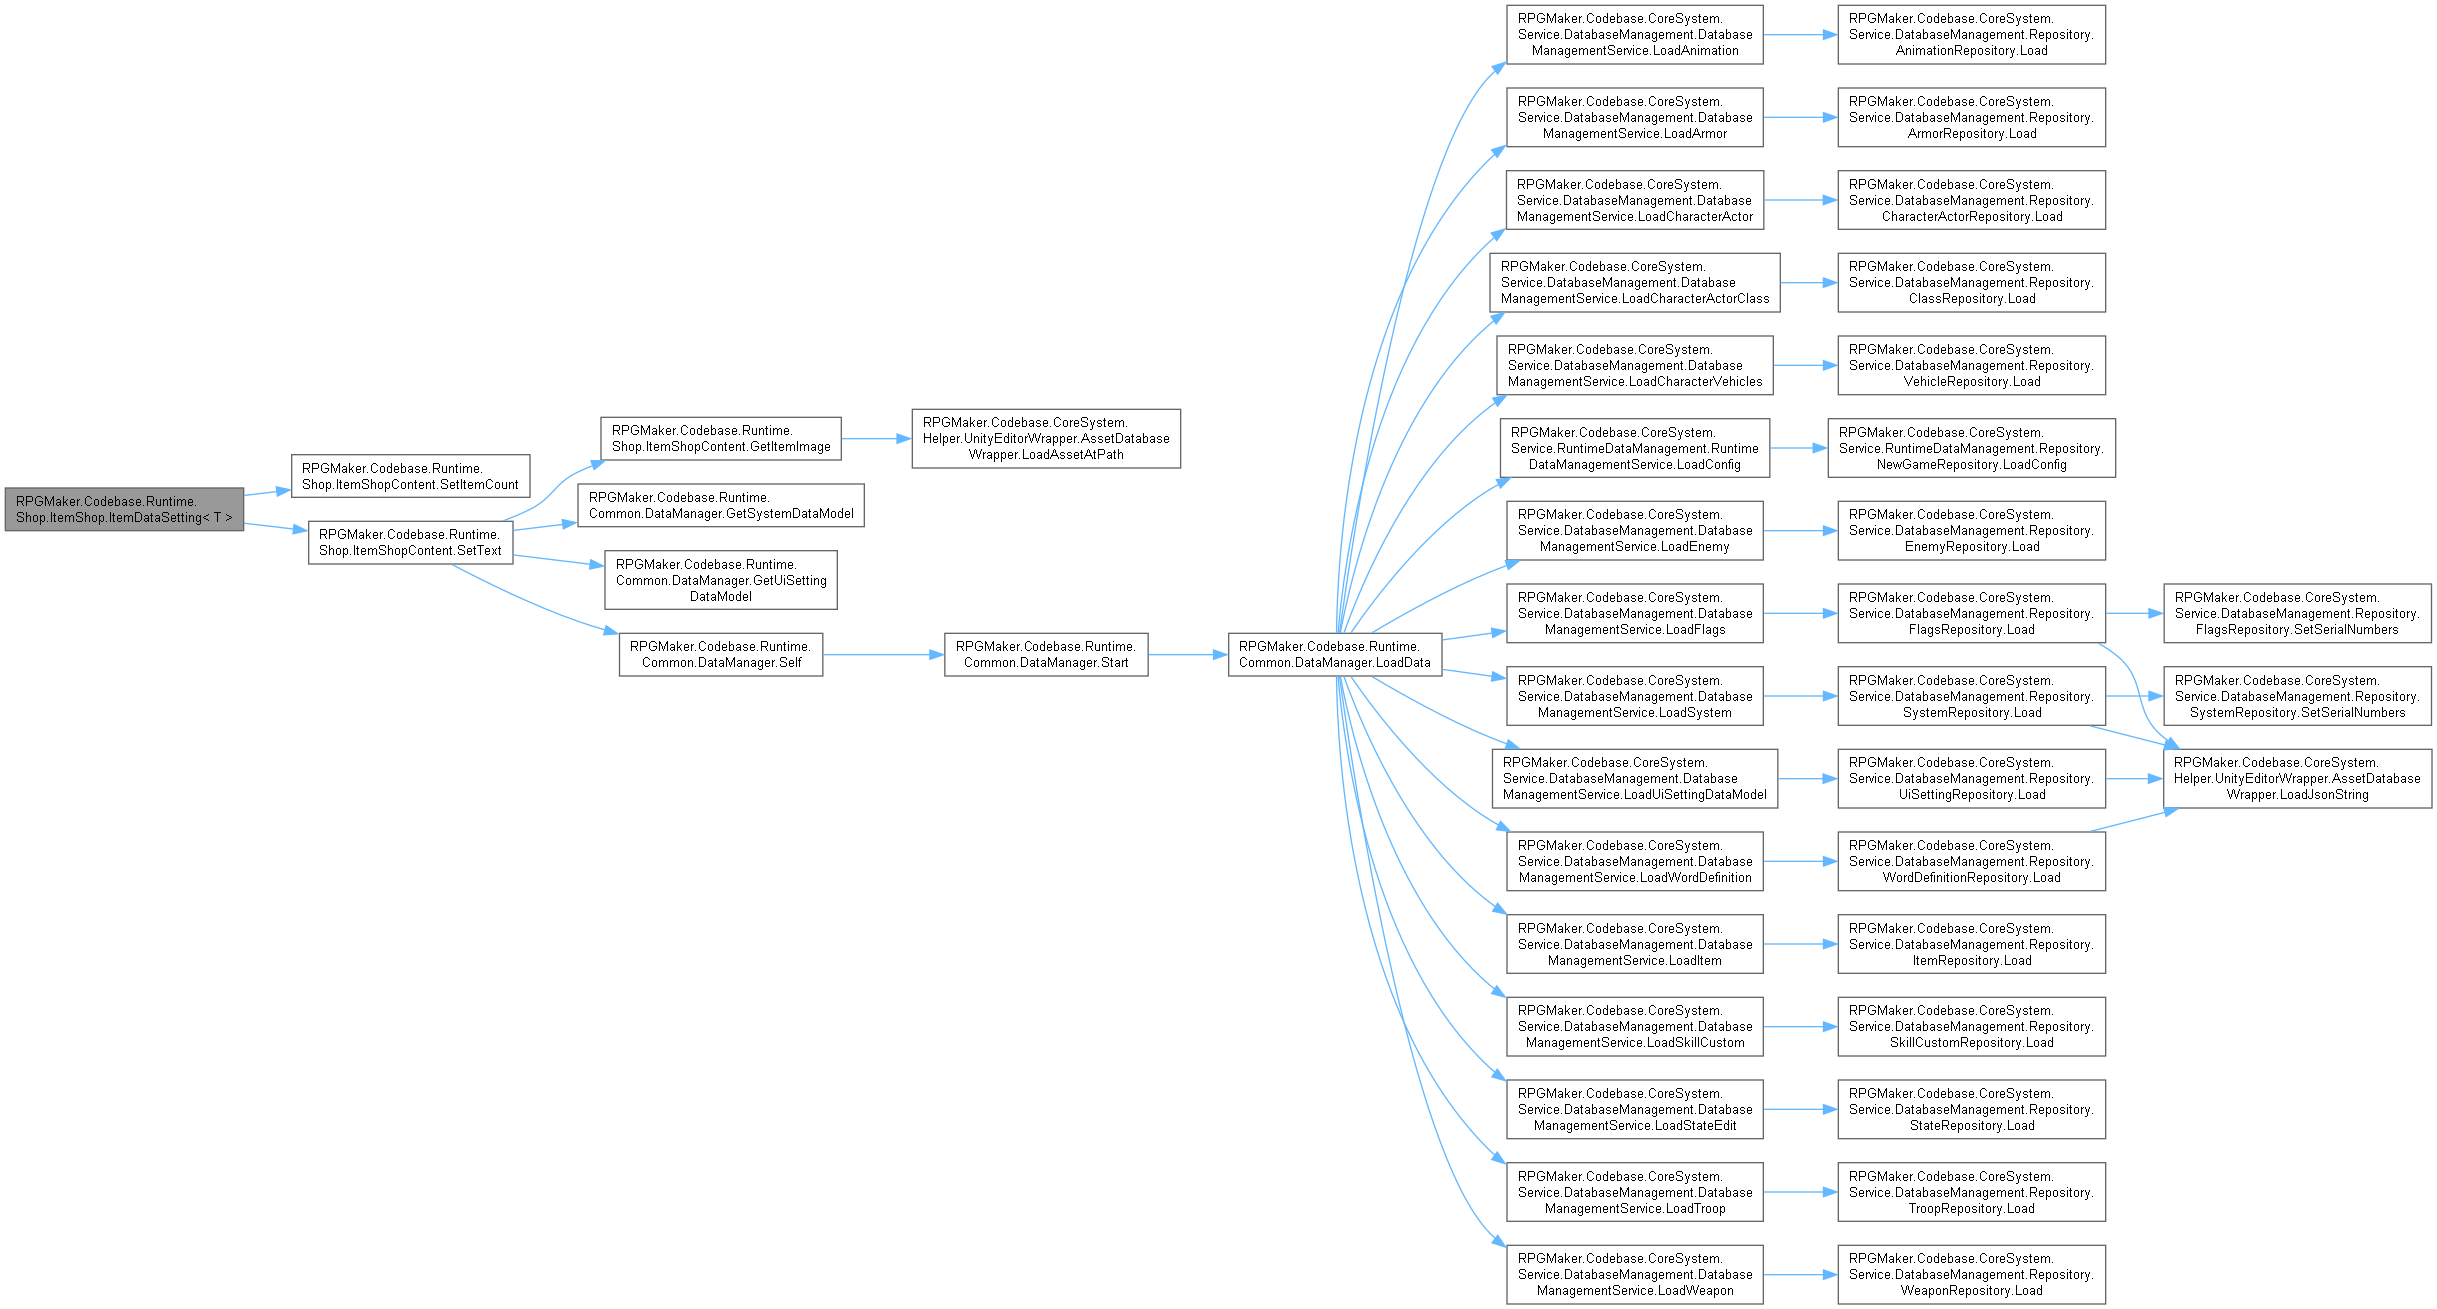 RPGMaker.Codebase.Runtime.
Shop.ItemShop.ItemDataSetting< T >
RPGMaker.Codebase.Runtime.
Shop.ItemShopContent.SetItemCount
RPGMaker.Codebase.Runtime.
Shop.ItemShopContent.SetText
RPGMaker.Codebase.Runtime.
Shop.ItemShopContent.GetItemImage
RPGMaker.Codebase.Runtime.
Common.DataManager.GetSystemDataModel
RPGMaker.Codebase.Runtime.
Common.DataManager.GetUiSetting
DataModel
RPGMaker.Codebase.Runtime.
Common.DataManager.Self
RPGMaker.Codebase.CoreSystem.
Helper.UnityEditorWrapper.AssetDatabase
Wrapper.LoadAssetAtPath
RPGMaker.Codebase.Runtime.
Common.DataManager.Start
RPGMaker.Codebase.Runtime.
Common.DataManager.LoadData
RPGMaker.Codebase.CoreSystem.
Service.DatabaseManagement.Database
ManagementService.LoadAnimation
RPGMaker.Codebase.CoreSystem.
Service.DatabaseManagement.Repository.
AnimationRepository.Load
RPGMaker.Codebase.CoreSystem.
Service.DatabaseManagement.Database
ManagementService.LoadArmor
RPGMaker.Codebase.CoreSystem.
Service.DatabaseManagement.Repository.
ArmorRepository.Load
RPGMaker.Codebase.CoreSystem.
Service.DatabaseManagement.Database
ManagementService.LoadCharacterActor
RPGMaker.Codebase.CoreSystem.
Service.DatabaseManagement.Repository.
CharacterActorRepository.Load
RPGMaker.Codebase.CoreSystem.
Service.DatabaseManagement.Database
ManagementService.LoadCharacterActorClass
RPGMaker.Codebase.CoreSystem.
Service.DatabaseManagement.Repository.
ClassRepository.Load
RPGMaker.Codebase.CoreSystem.
Service.DatabaseManagement.Database
ManagementService.LoadCharacterVehicles
RPGMaker.Codebase.CoreSystem.
Service.DatabaseManagement.Repository.
VehicleRepository.Load
RPGMaker.Codebase.CoreSystem.
Service.RuntimeDataManagement.Runtime
DataManagementService.LoadConfig
RPGMaker.Codebase.CoreSystem.
Service.RuntimeDataManagement.Repository.
NewGameRepository.LoadConfig
RPGMaker.Codebase.CoreSystem.
Service.DatabaseManagement.Database
ManagementService.LoadEnemy
RPGMaker.Codebase.CoreSystem.
Service.DatabaseManagement.Repository.
EnemyRepository.Load
RPGMaker.Codebase.CoreSystem.
Service.DatabaseManagement.Database
ManagementService.LoadFlags
RPGMaker.Codebase.CoreSystem.
Service.DatabaseManagement.Repository.
FlagsRepository.Load
RPGMaker.Codebase.CoreSystem.
Service.DatabaseManagement.Repository.
FlagsRepository.SetSerialNumbers
RPGMaker.Codebase.CoreSystem.
Service.DatabaseManagement.Database
ManagementService.LoadSystem
RPGMaker.Codebase.CoreSystem.
Service.DatabaseManagement.Repository.
SystemRepository.Load
RPGMaker.Codebase.CoreSystem.
Service.DatabaseManagement.Repository.
SystemRepository.SetSerialNumbers
RPGMaker.Codebase.CoreSystem.
Service.DatabaseManagement.Database
ManagementService.LoadUiSettingDataModel
RPGMaker.Codebase.CoreSystem.
Service.DatabaseManagement.Repository.
UiSettingRepository.Load
RPGMaker.Codebase.CoreSystem.
Helper.UnityEditorWrapper.AssetDatabase
Wrapper.LoadJsonString
RPGMaker.Codebase.CoreSystem.
Service.DatabaseManagement.Database
ManagementService.LoadWordDefinition
RPGMaker.Codebase.CoreSystem.
Service.DatabaseManagement.Repository.
WordDefinitionRepository.Load
RPGMaker.Codebase.CoreSystem.
Service.DatabaseManagement.Database
ManagementService.LoadItem
RPGMaker.Codebase.CoreSystem.
Service.DatabaseManagement.Repository.
ItemRepository.Load
RPGMaker.Codebase.CoreSystem.
Service.DatabaseManagement.Database
ManagementService.LoadSkillCustom
RPGMaker.Codebase.CoreSystem.
Service.DatabaseManagement.Repository.
SkillCustomRepository.Load
RPGMaker.Codebase.CoreSystem.
Service.DatabaseManagement.Database
ManagementService.LoadStateEdit
RPGMaker.Codebase.CoreSystem.
Service.DatabaseManagement.Repository.
StateRepository.Load
RPGMaker.Codebase.CoreSystem.
Service.DatabaseManagement.Database
ManagementService.LoadTroop
RPGMaker.Codebase.CoreSystem.
Service.DatabaseManagement.Repository.
TroopRepository.Load
RPGMaker.Codebase.CoreSystem.
Service.DatabaseManagement.Database
ManagementService.LoadWeapon
RPGMaker.Codebase.CoreSystem.
Service.DatabaseManagement.Repository.
WeaponRepository.Load